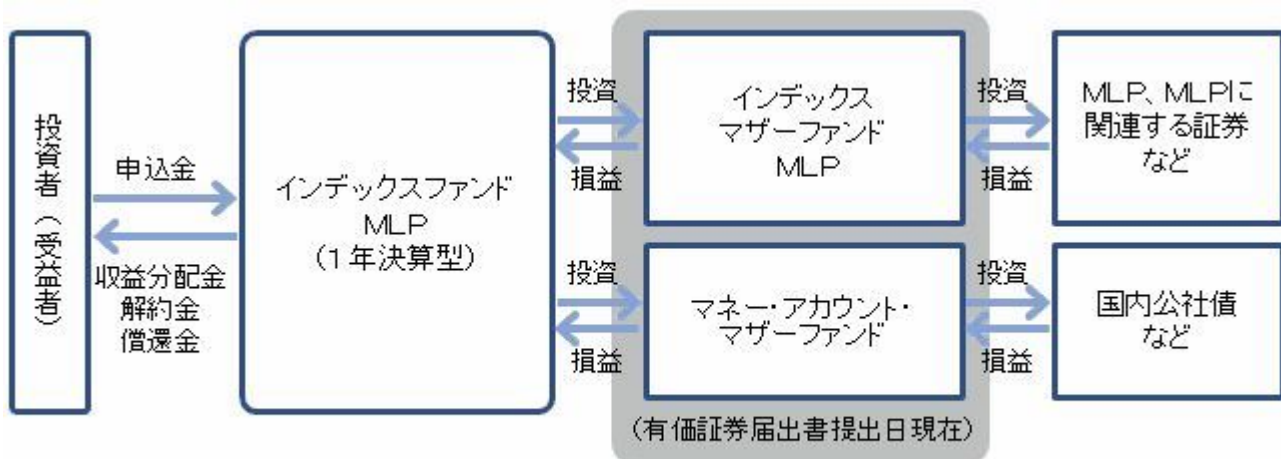 投資者（受益者）
申込金
収益分配金
解約金
償還金
インデックスファンド
MLP
（１年決算型）
投資
損益
投資
損益
インデックス
マザーファンド
MLP
マネー・アカウント・
マザーファンド
（有価証券届出書提出日現在）
投資
損益
投資
損益
MLP、MLPに
関連する証券
など
国内公社債
など